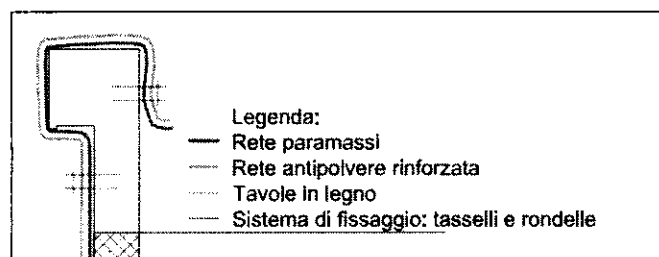 Legenda:
Rete paramassi
Rete antipolvere rinforzata
Tavole in legno
Sistema di fissaggio: tasselli e rondelle